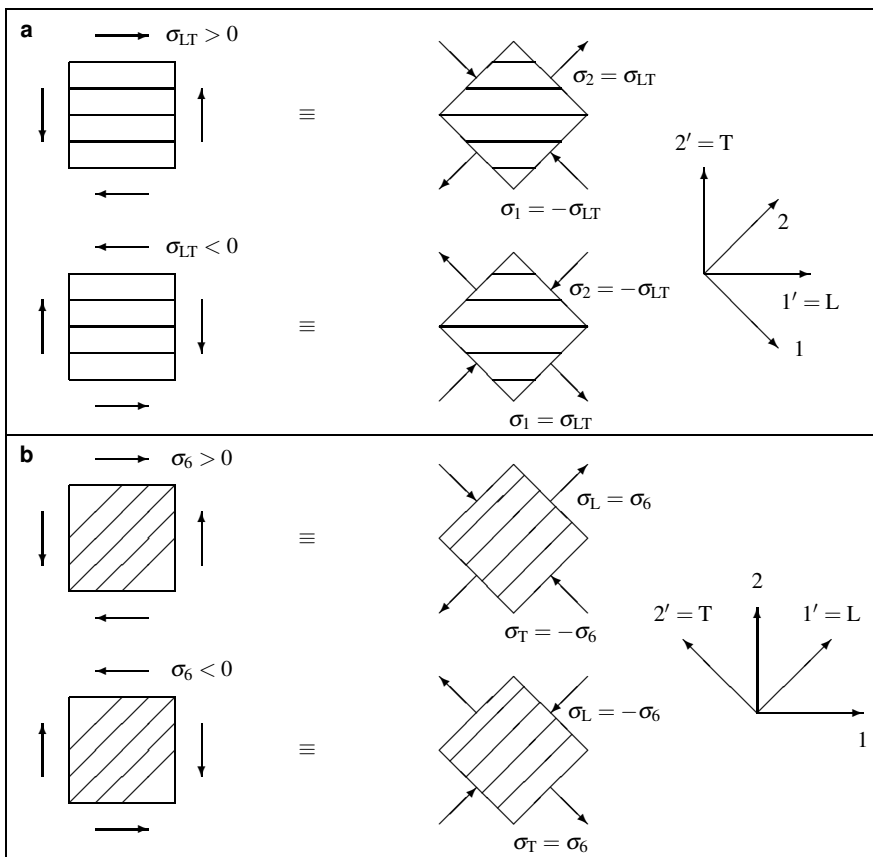 a
σ_LT > 0
≡
σ_2 = σ_LT
σ_1 = −σ_LT
2′ = T
2
1′ = L
1
σ_LT < 0
≡
σ_2 = −σ_LT
σ_1 = σ_LT
b
σ_6 > 0
≡
σ_L = σ_6
σ_T = −σ_6
2
2′ = T
1′ = L
1
σ_6 < 0
≡
σ_L = −σ_6
σ_T = σ_6